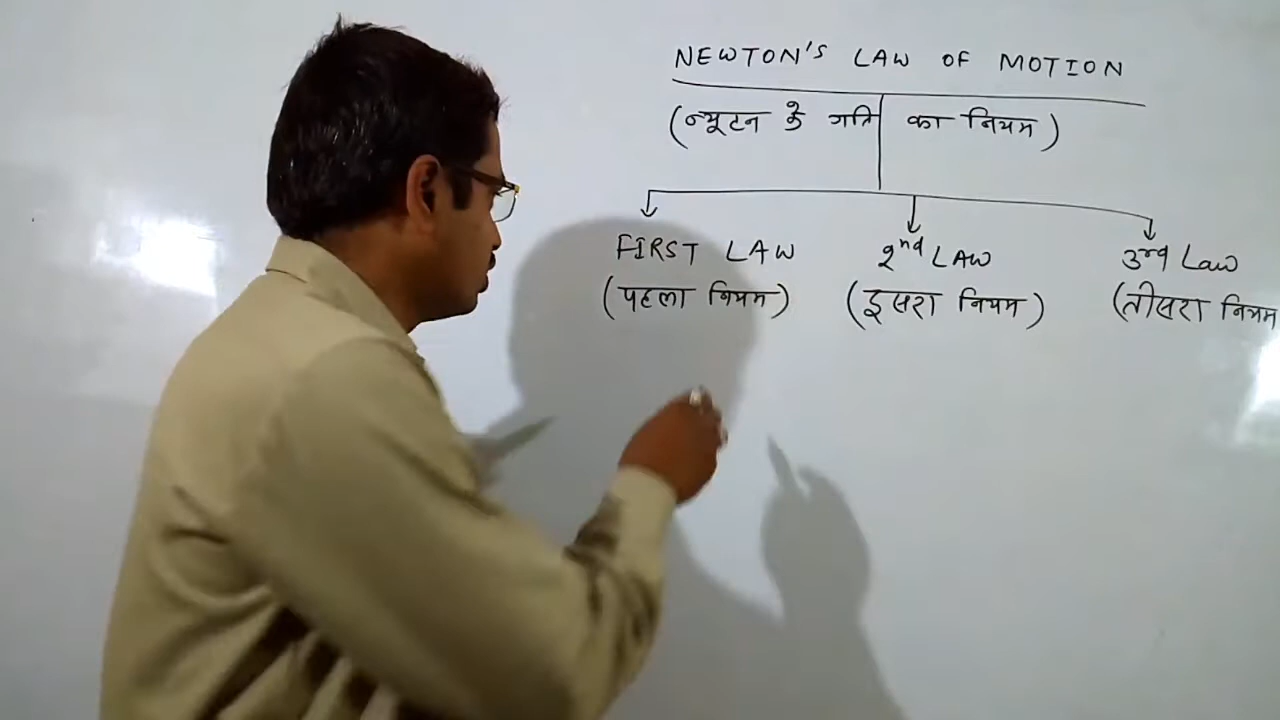 NEWTON'S LAW OF MOTION
(न्यूटन के गति का नियम)
FIRST LAW
(पहला नियम)
2nd LAW
(दूसरा नियम)
3rd Law
(तीसरा नियम